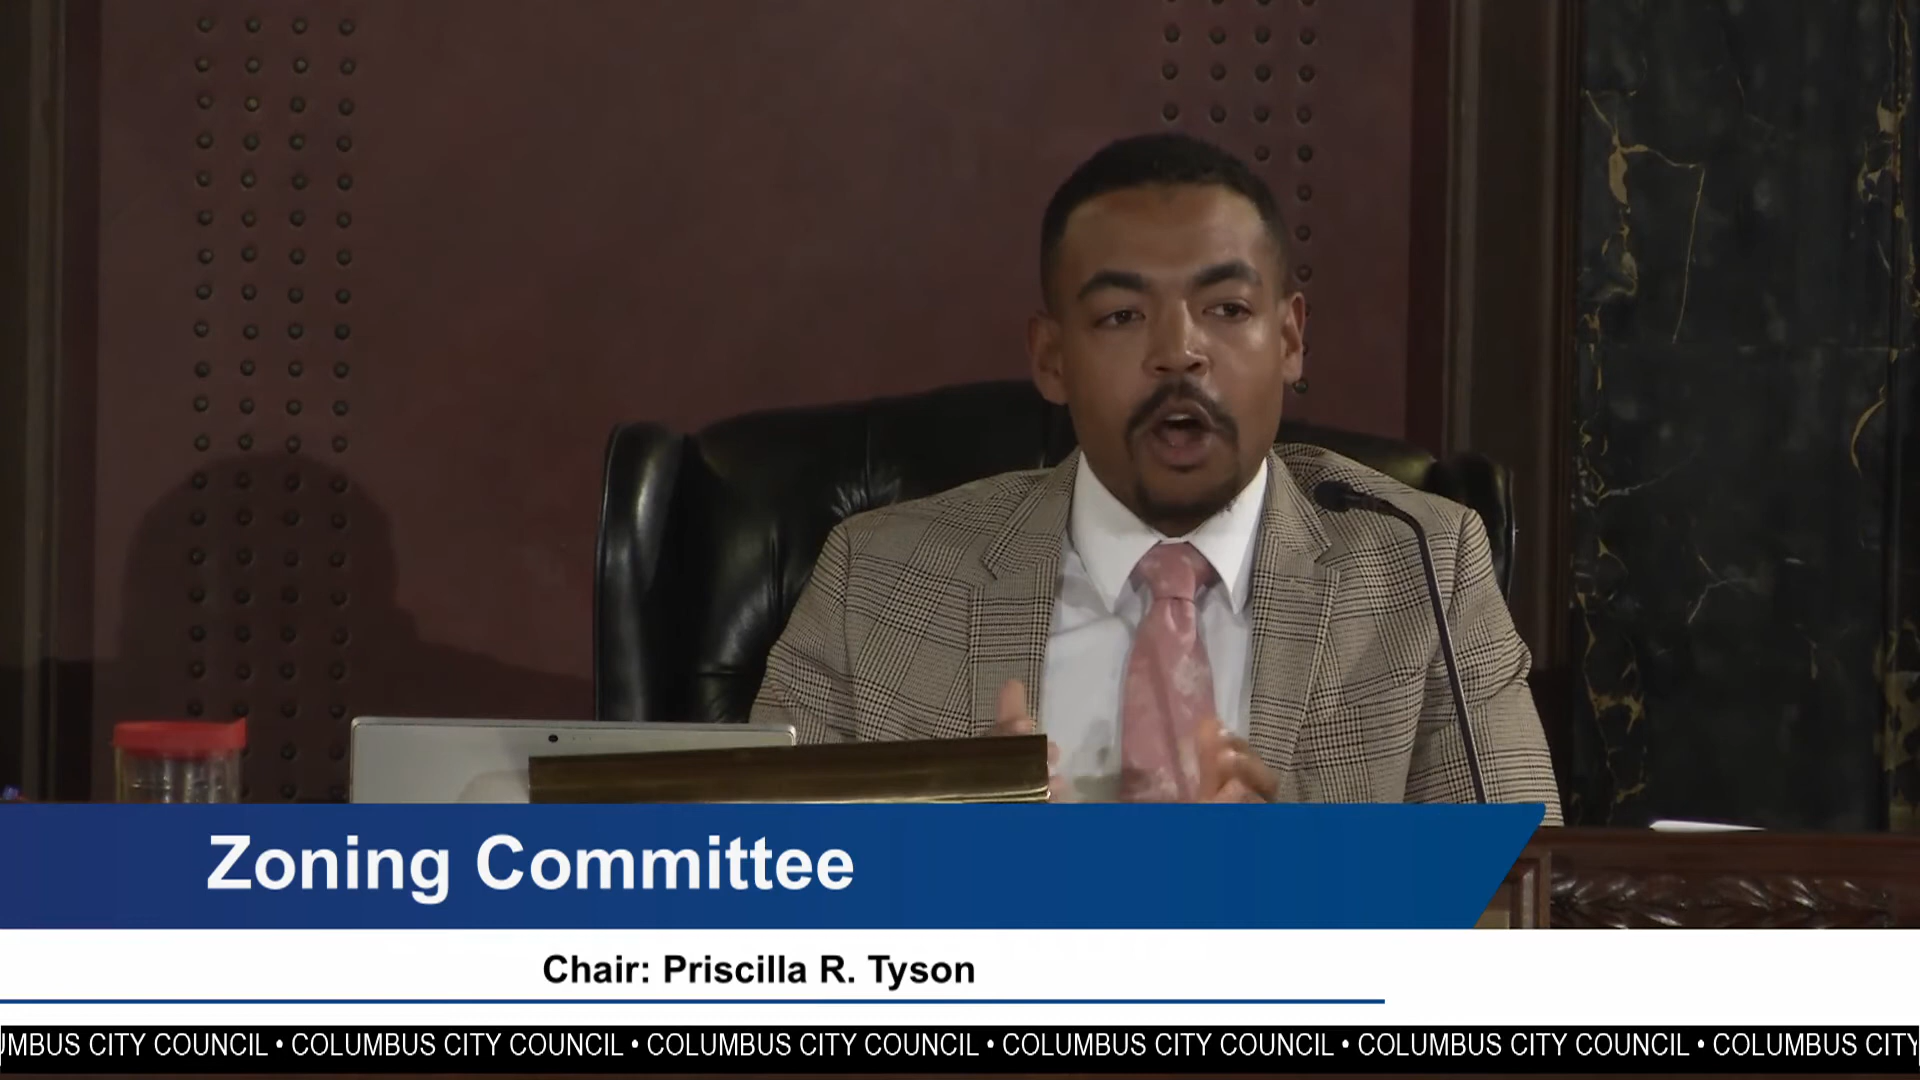 Zoning Committee
Chair: Priscilla R. Tyson
UMBUS CITY COUNCIL • COLUMBUS CITY COUNCIL • COLUMBUS CITY COUNCIL • COLUMBUS CITY COUNCIL • COLUMBUS CITY COUNCIL • COLUMBUS CITY